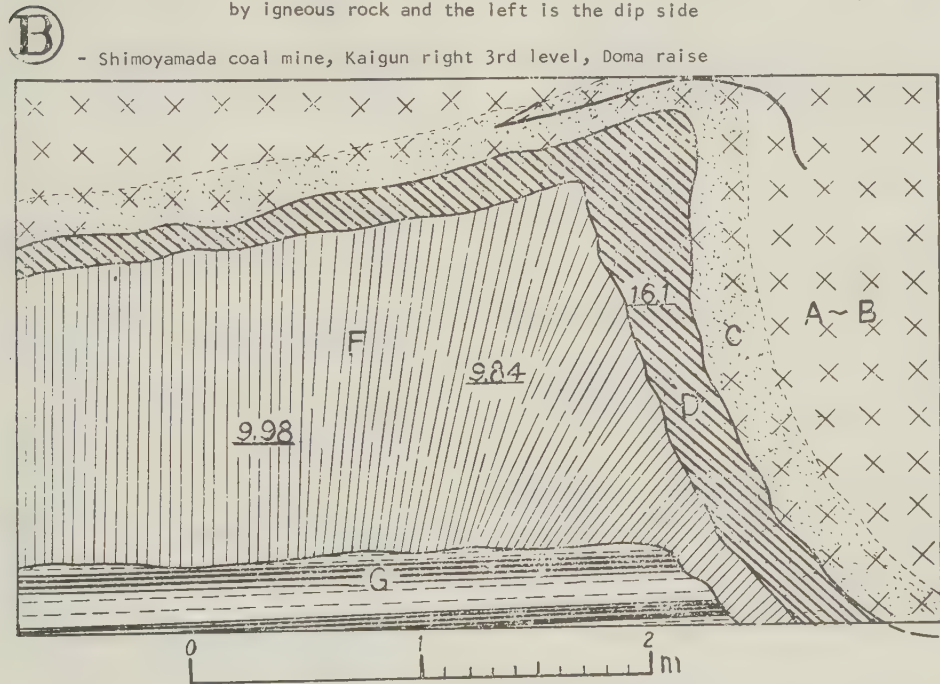 by igneous rock and the left is the dip side
B
- Shimoyamada coal mine, Kaigun right 3rd level, Doma raise
A~B
16.1
C
F
9.84
D
9.98
G
0 1 2 m